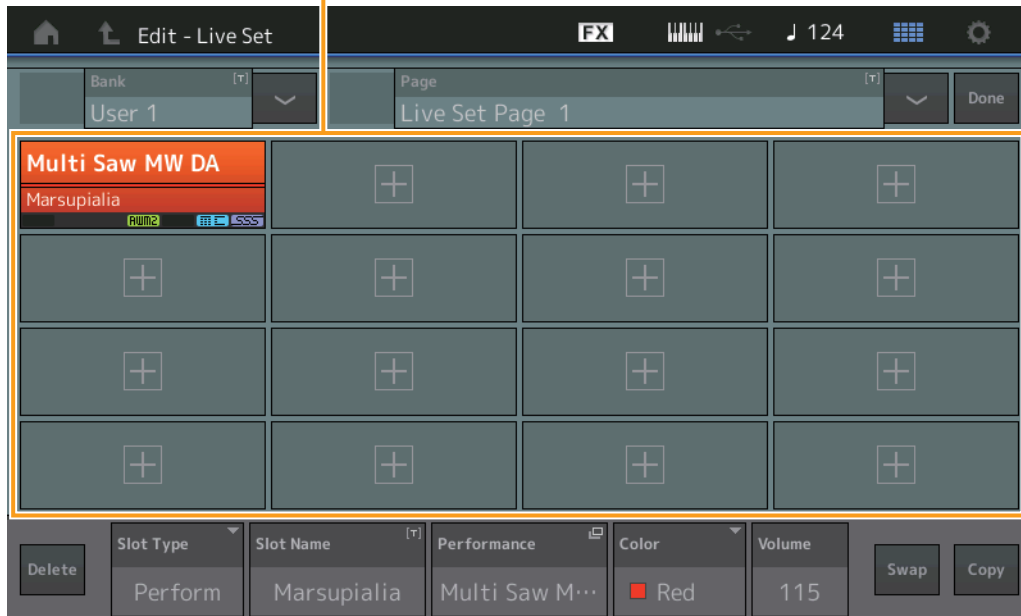 Edit - Live Set FX ♩ 124
Bank [T] Page [T]
User 1 Live Set Page 1 Done
Multi Saw MW DA
Marsupialia
AWM2 SSS
Slot Type Slot Name [T] Performance Color Volume
Delete Perform Marsupialia Multi Saw M··· Red 115 Swap Copy